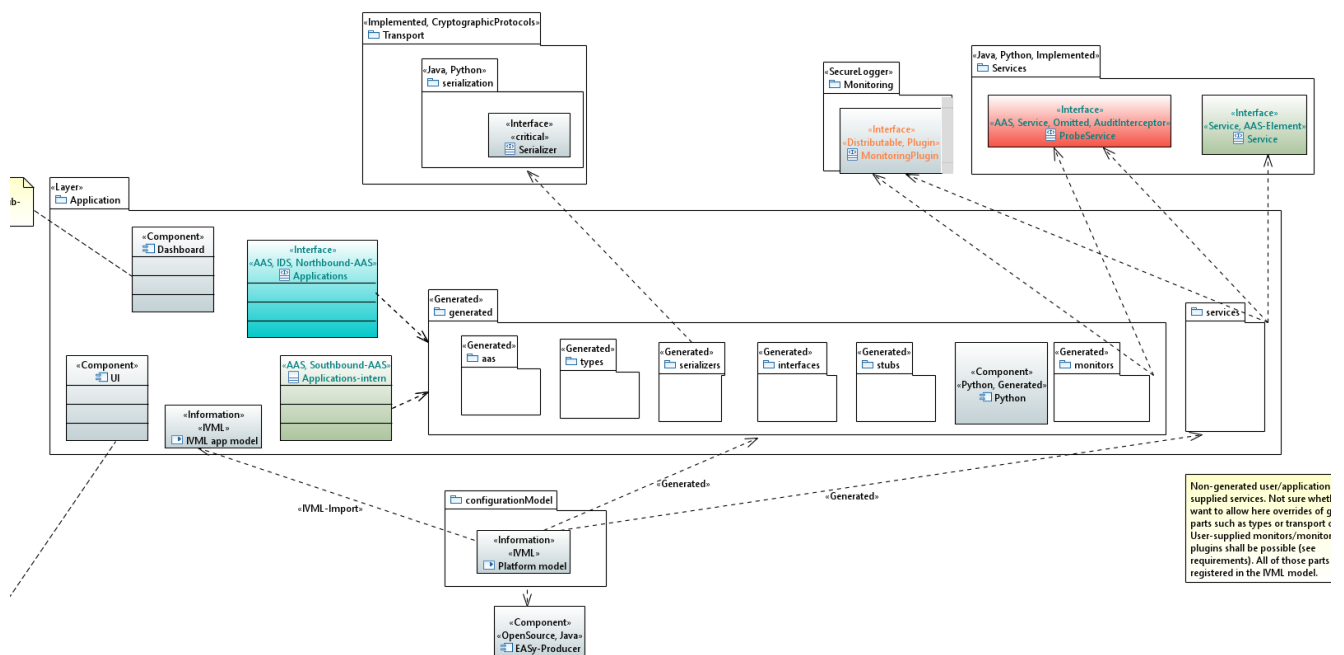 «Implemented, CryptographicProtocols»
Transport
«Java, Python»
serialization
«Interface»
«critical»
Serializer
«SecureLogger»
Monitoring
«Interface»
«Distributable, Plugin»
MonitoringPlugin
«Java, Python, Implemented»
Services
«Interface»
«AAS, Service, Omitted, AuditInterceptor»
ProbeService
«Interface»
«Service, AAS-Element»
Service
«Layer»
Application
ib-
«Component»
Dashboard
«Interface»
«AAS, IDS, Northbound-AAS»
Applications
«Generated»
generated
services
«Generated»
aas
«Generated»
types
«Generated»
serializers
«Generated»
interfaces
«Generated»
stubs
«Component»
«Python, Generated»
Python
«Generated»
monitors
«Component»
UI
«AAS, Southbound-AAS»
Applications-intern
«Information»
«IVML»
IVML app model
«IVML-Import»
«Generated»
«Generated»
configurationModel
«Information»
«IVML»
Platform model
«Component»
«OpenSource, Java»
EASy-Producer
Non-generated user/application
supplied services. Not sure wheth
want to allow here overrides of g
parts such as types or transport c
User-supplied monitors/monitor
plugins shall be possible (see
requirements). All of those parts
registered in the IVML model.